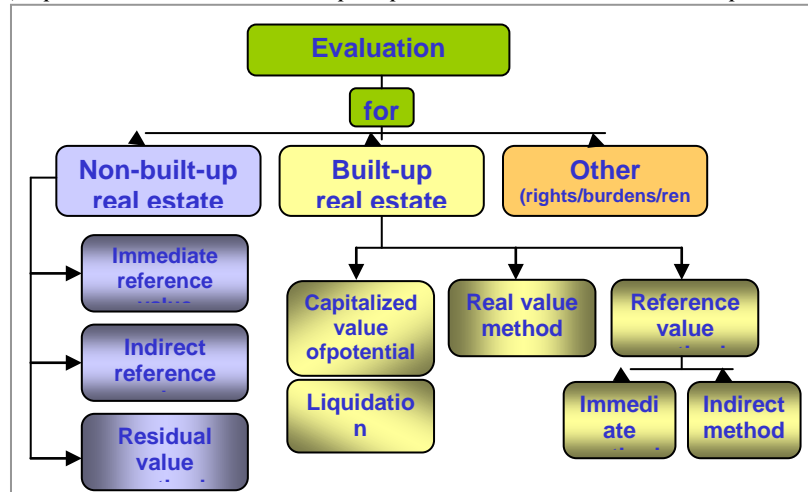 Evaluation
for
Non-built-up
real estate
Built-up
real estate
Other
(rights/burdens/ren
Immediate
reference
Indirect
reference
Residual
value
Capitalized
value
ofpotential
Liquidatio
n
Real value
method
Reference
value
Immedi
ate
Indirect
method